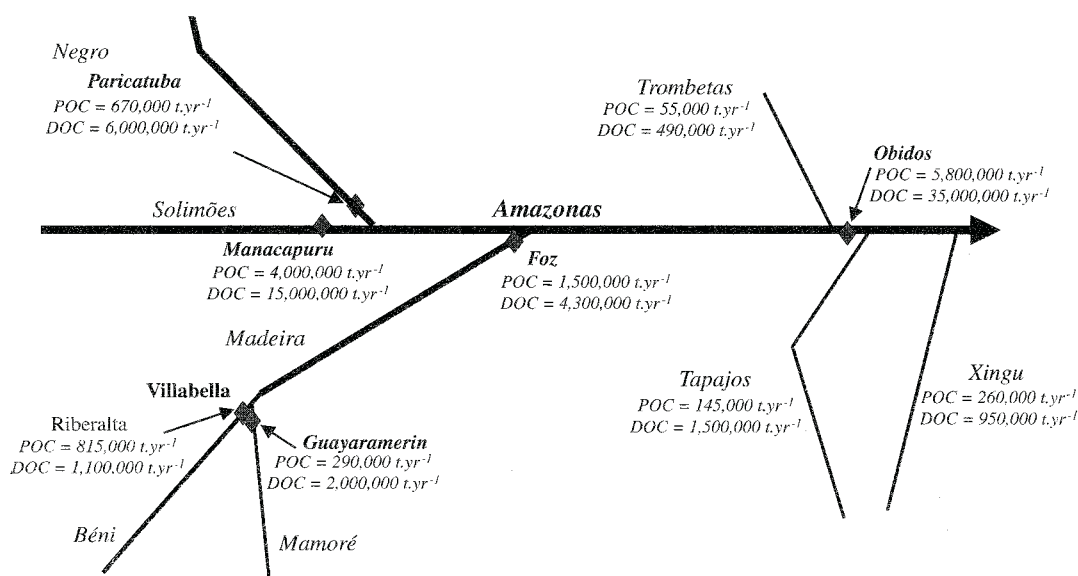 Negro
Paricatuba
POC = 670,000 t.yr-1
DOC = 6,000,000 t.yr-1
Trombetas
POC = 55,000 t.yr-1
DOC = 490,000 t.yr-1
Obidos
POC = 5,800,000 t.yr-1
DOC = 35,000,000 t.yr-1
Solimões
Amazonas
Manacapuru
POC = 4,000,000 t.yr-1
DOC = 15,000,000 t.yr-1
Foz
POC = 1,500,000 t.yr-1
DOC = 4,300,000 t.yr-1
Madeira
Villabella
Riberalta
POC = 815,000 t.yr-1
DOC = 1,100,000 t.yr-1
Guayaramerin
POC = 290,000 t.yr-1
DOC = 2,000,000 t.yr-1
Tapajos
POC = 145,000 t.yr-1
DOC = 1,500,000 t.yr-1
Xingu
POC = 260,000 t.yr-1
DOC = 950,000 t.yr-1
Béni
Mamoré